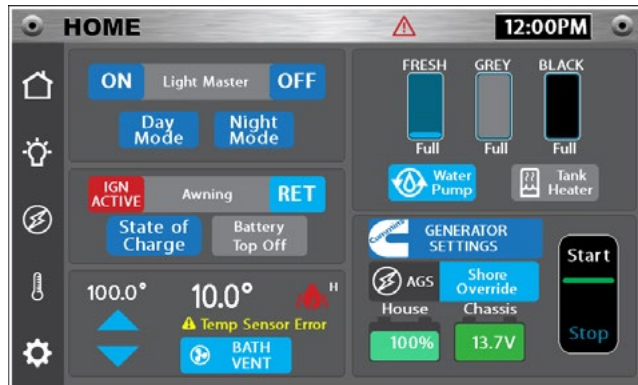 HOME
12:00PM
ON Light Master OFF
Day
Mode
Night
Mode
IGN
ACTIVE
Awning
RET
State of
Charge
Battery
Top Off
100.0°
10.0°
H
Temp Sensor Error
BATH
VENT
FRESH GREY BLACK
Full Full Full
Water
Pump
Tank
Heater
Cummins
GENERATOR
SETTINGS
AGS
Shore
Override
House Chassis
100% 13.7V
Start
Stop